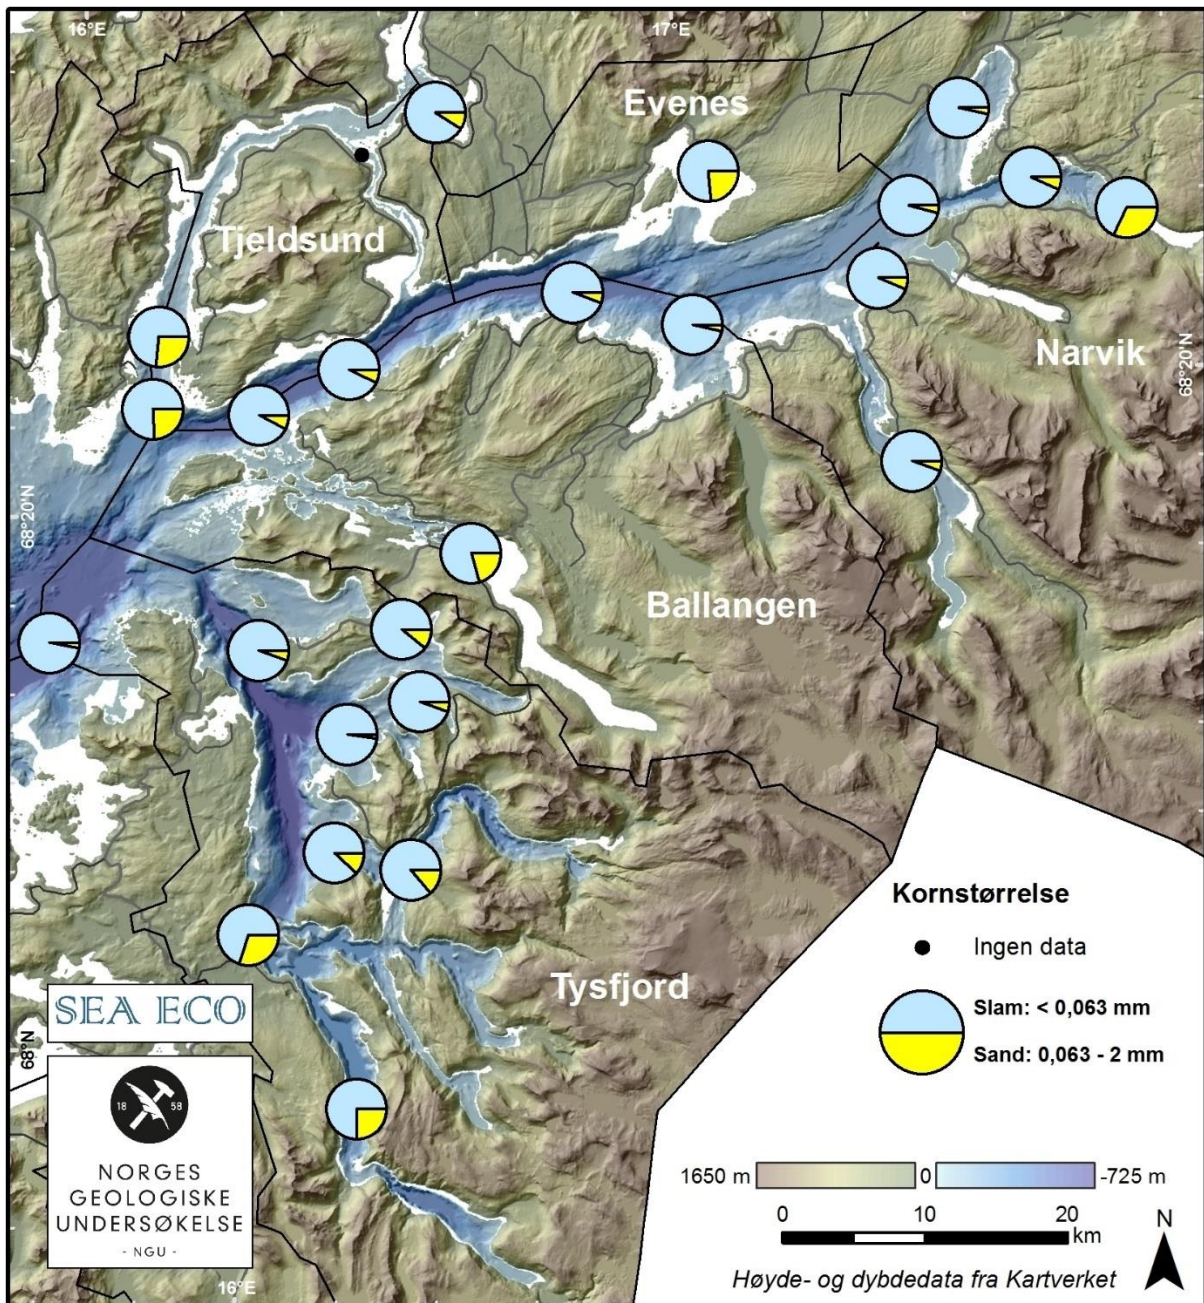 16°E
17°E
Evenes
Tjeldsund
Narvik
68°20'N
68°20'N
Ballangen
Tysfjord
Kornstørrelse
Ingen data
Slam: < 0,063 mm
Sand: 0,063 - 2 mm
SEA ECO
68°N
18 58
NORGES
GEOLOGISKE
UNDERSØKELSE
- NGU -
16°E
1650 m 0 -725 m
0 10 20
km
N
Høyde- og dybdedata fra Kartverket